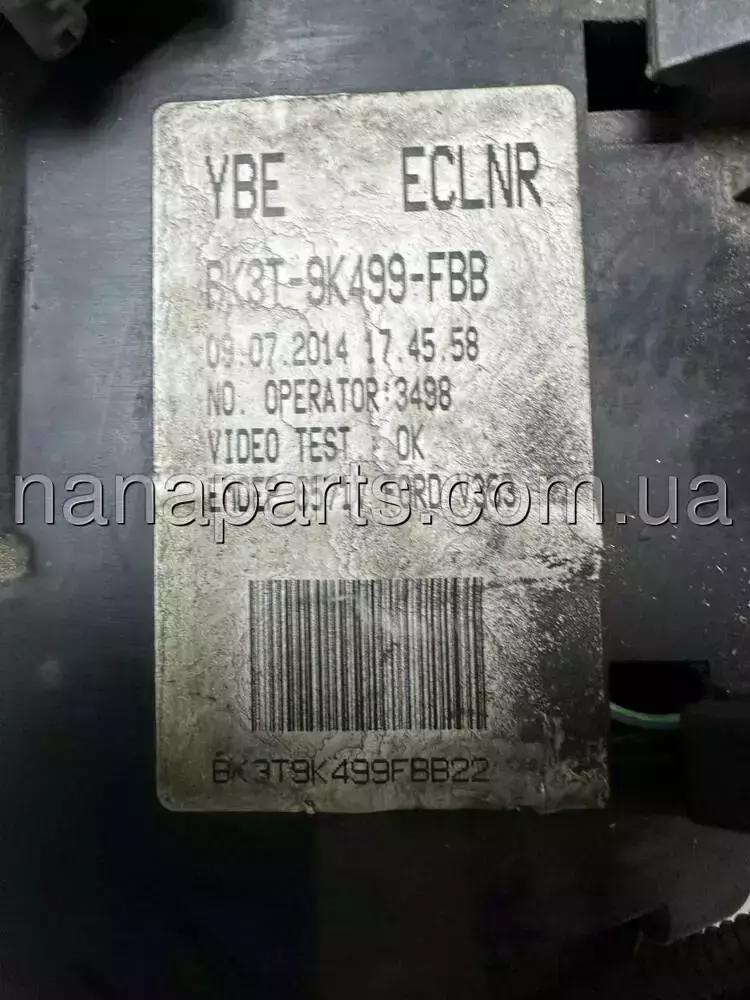 YBE ECLNR
BK3T-9K499-FBB
09.07.2014 17.45.58
NO. OPERATOR:3498
VIDEO TEST : OK
nanaparts.com.ua
BK3T9K499FBB22